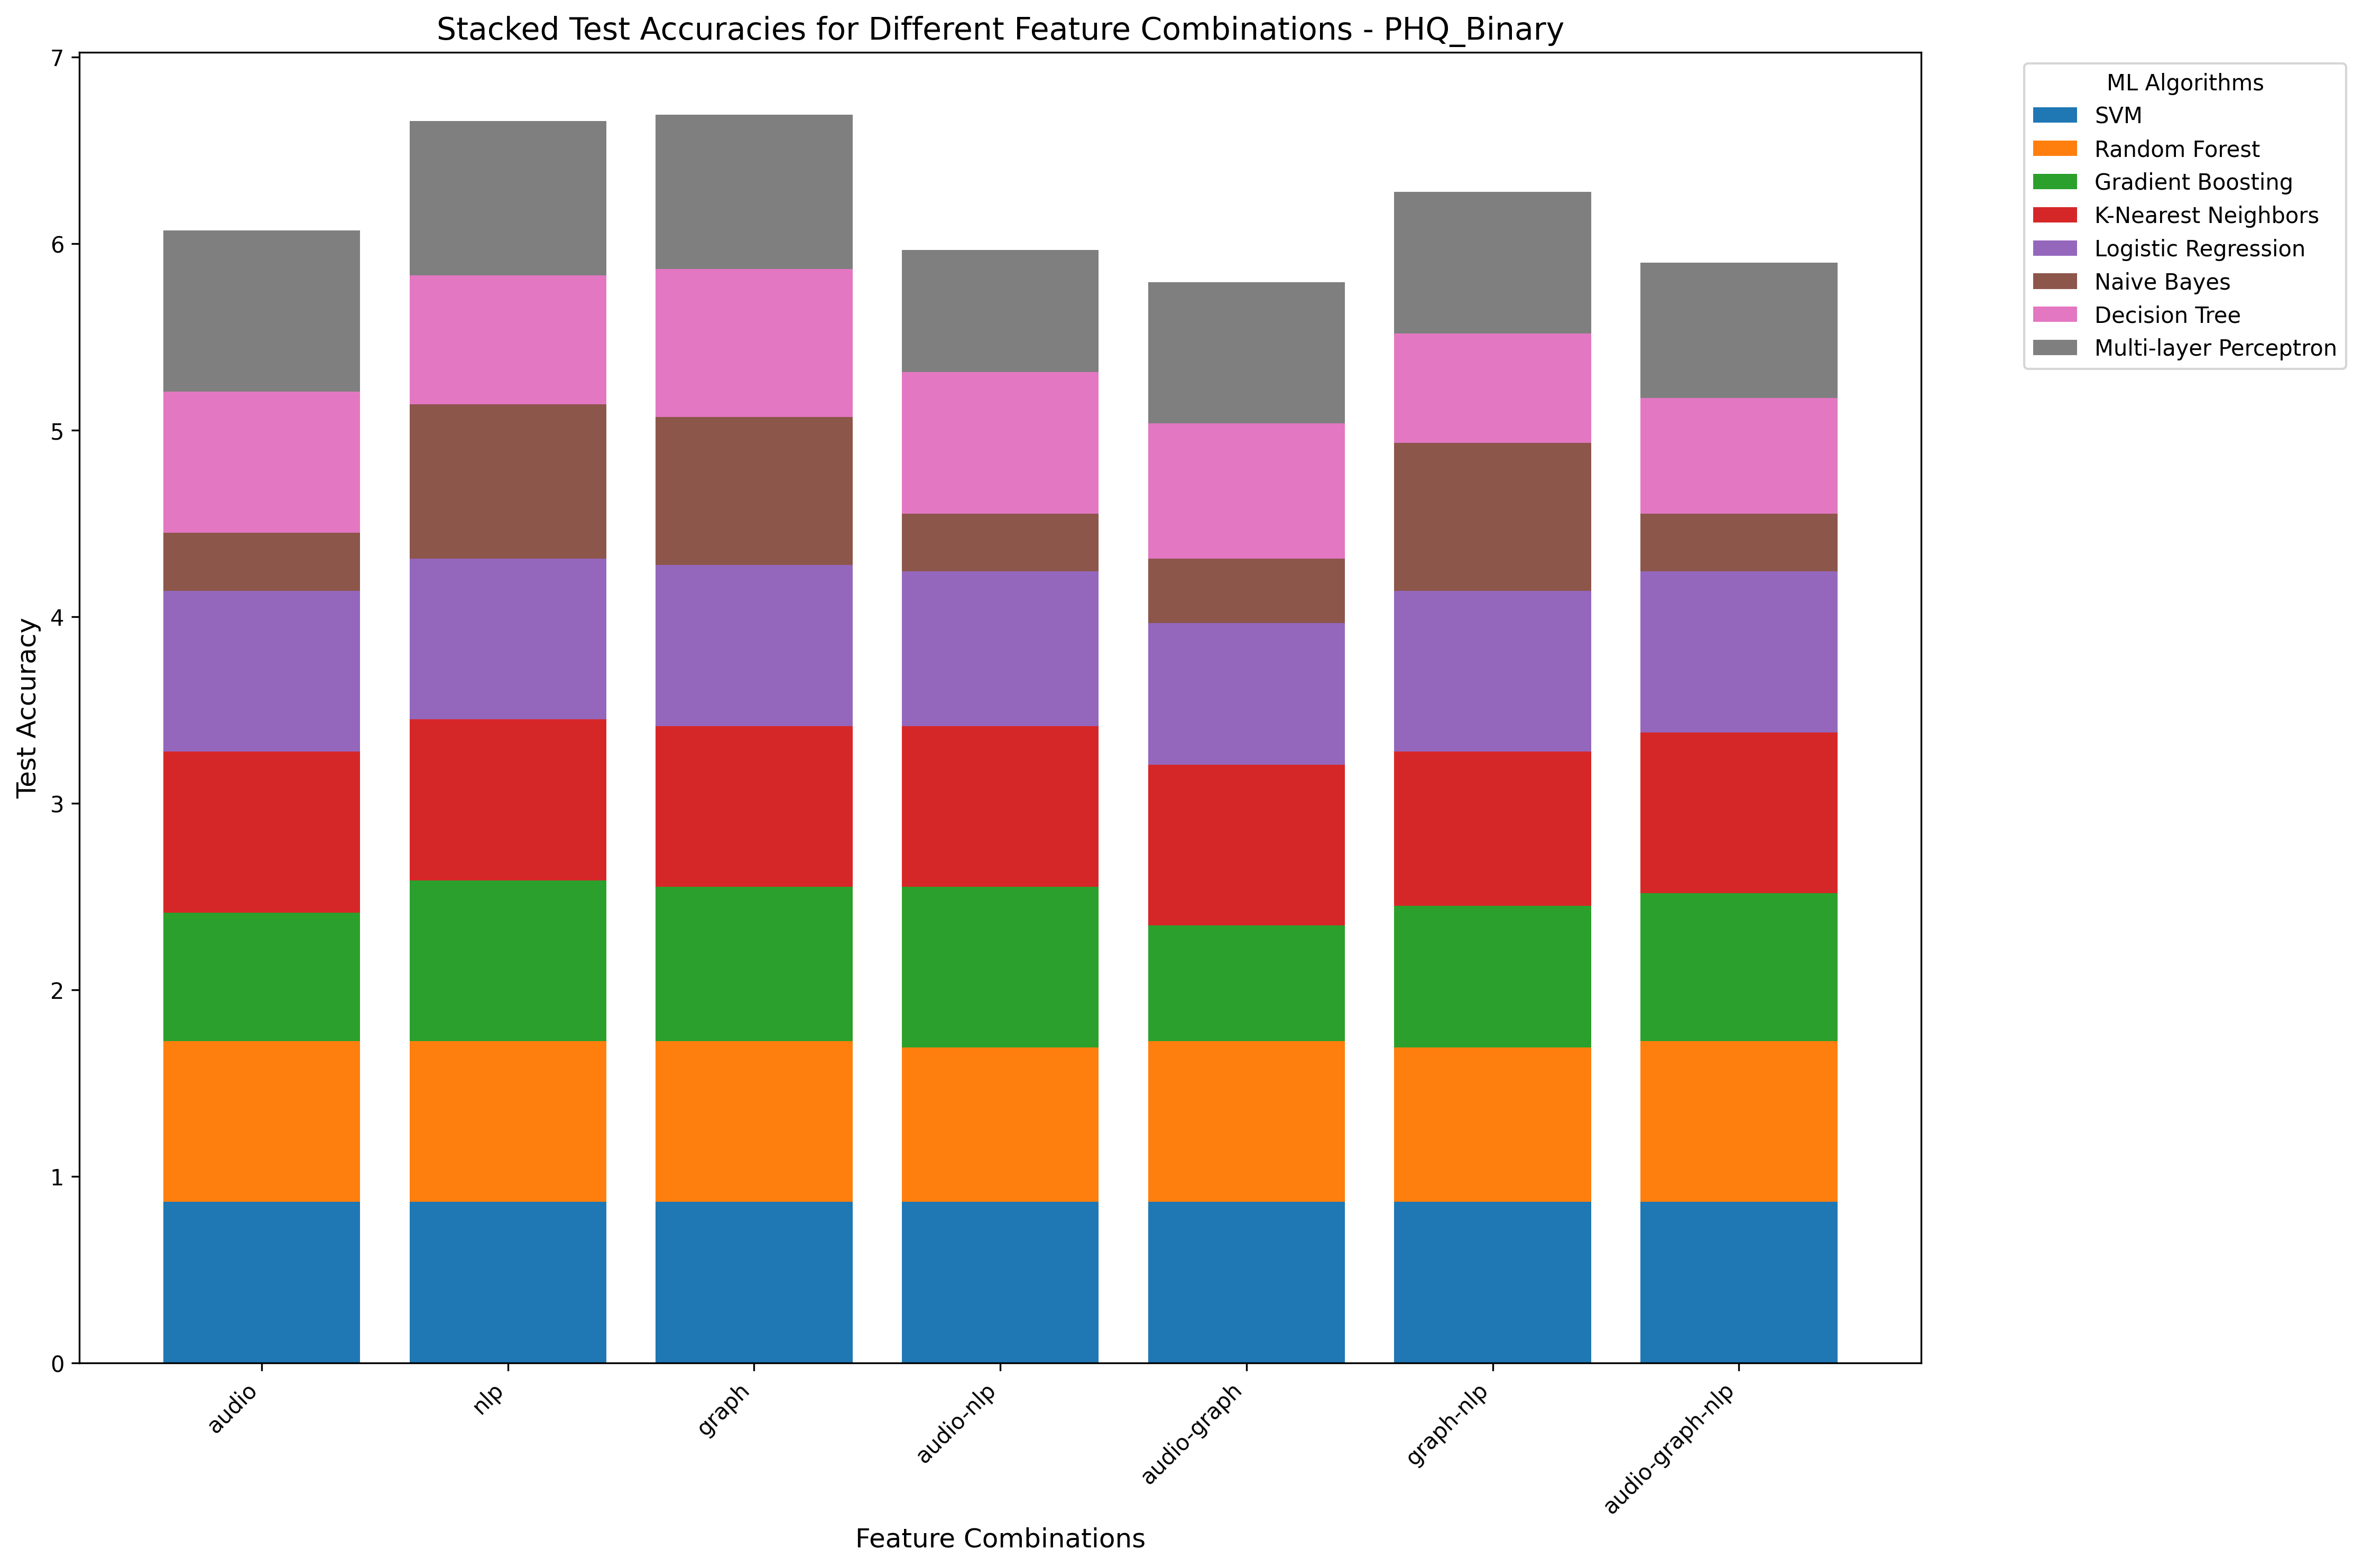 Stacked Test Accuracies for Different Feature Combinations - PHQ_Binary
Test Accuracy
7
6
5
4
3
2
1
0
audio
nlp
graph
audio-nlp
audio-graph
graph-nlp
audio-graph-nlp
Feature Combinations
ML Algorithms
SVM
Random Forest
Gradient Boosting
K-Nearest Neighbors
Logistic Regression
Naive Bayes
Decision Tree
Multi-layer Perceptron